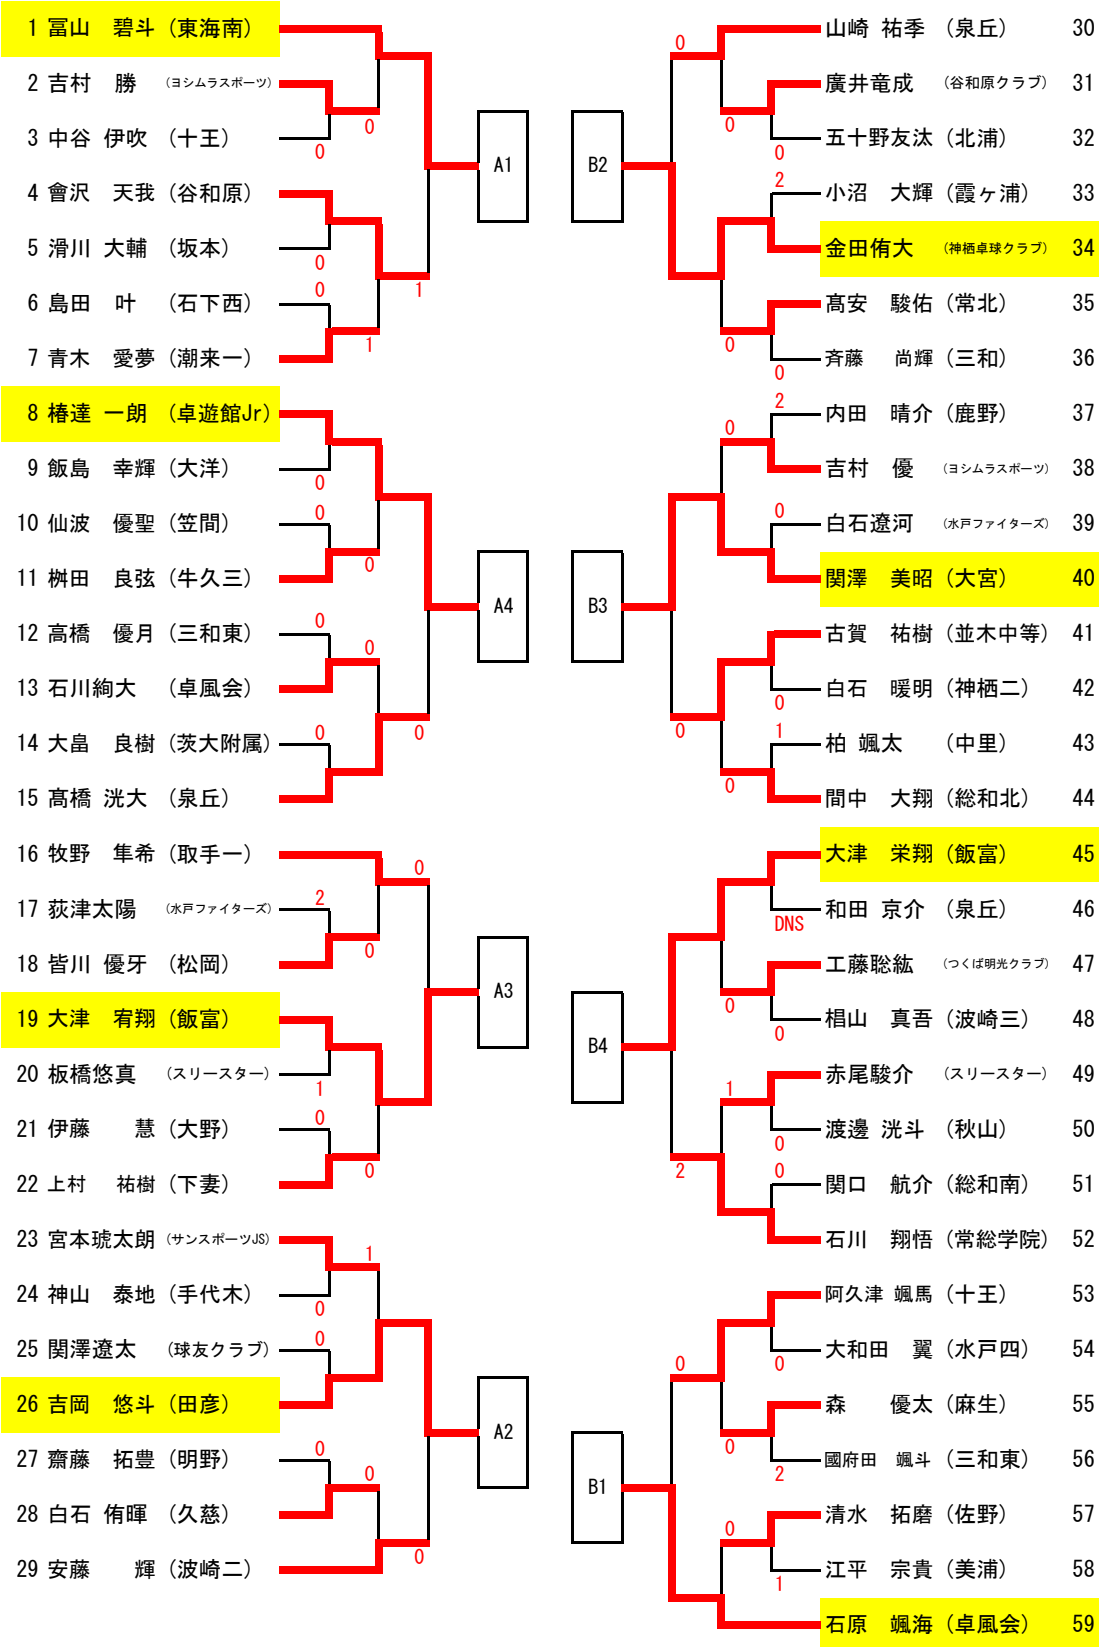 1 冨山 碧斗 (東海南)
2 吉村 勝 (ヨシムラスポーツ)
0
3 中谷 伊吹 (十王)
0
A1
4 會沢 天我 (谷和原)
5 滑川 大輔 (坂本)
0
6 島田 叶 (石下西)
0
1
7 青木 愛夢 (潮来一)
1
8 椿達 一朗 (卓遊館Jr)
9 飯島 幸輝 (大洋)
0
10 仙波 優聖 (笠間)
0
0
11 桝田 良弦 (牛久三)
A4
12 高橋 優月 (三和東)
0
0
13 石川絢大 (卓風会)
14 大畠 良樹 (茨大附属)
0
0
15 髙橋 洸大 (泉丘)
16 牧野 隼希 (取手一)
0
17 荻津太陽 (水戸ファイターズ)
2
0
18 皆川 優牙 (松岡)
A3
19 大津 宥翔 (飯富)
20 板橋悠真 (スリースター)
1
21 伊藤 慧 (大野)
0
0
22 上村 祐樹 (下妻)
23 宮本琥太朗 (サンスポーツJS)
1
24 神山 泰地 (手代木)
0
25 関澤遼太 (球友クラブ)
0
26 吉岡 悠斗 (田彦)
A2
27 齋藤 拓豊 (明野)
0
0
28 白石 侑暉 (久慈)
0
29 安藤 輝 (波崎二)
山崎 祐季 (泉丘) 30
0
廣井竜成 (谷和原クラブ) 31
0
五十野友汰 (北浦) 32
0
B2
小沼 大輝 (霞ヶ浦) 33
2
金田侑大 (神栖卓球クラブ) 34
髙安 駿佑 (常北) 35
0
斉藤 尚輝 (三和) 36
0
内田 晴介 (鹿野) 37
2
0
吉村 優 (ヨシムラスポーツ) 38
白石遼河 (水戸ファイターズ) 39
0
関澤 美昭 (大宮) 40
B3
古賀 祐樹 (並木中等) 41
白石 暖明 (神栖二) 42
0
0
柏 颯太 (中里) 43
1
0
間中 大翔 (総和北) 44
大津 栄翔 (飯富) 45
和田 京介 (泉丘) 46
DNS
工藤聡紘 (つくば明光クラブ) 47
0
椙山 真吾 (波崎三) 48
0
B4
赤尾駿介 (スリースター) 49
1
渡邊 洸斗 (秋山) 50
0
2
関口 航介 (総和南) 51
0
石川 翔悟 (常総学院) 52
阿久津 颯馬 (十王) 53
大和田 翼 (水戸四) 54
0
0
森 優太 (麻生) 55
0
國府田 颯斗 (三和東) 56
2
B1
清水 拓磨 (佐野) 57
0
江平 宗貴 (美浦) 58
1
石原 颯海 (卓風会) 59